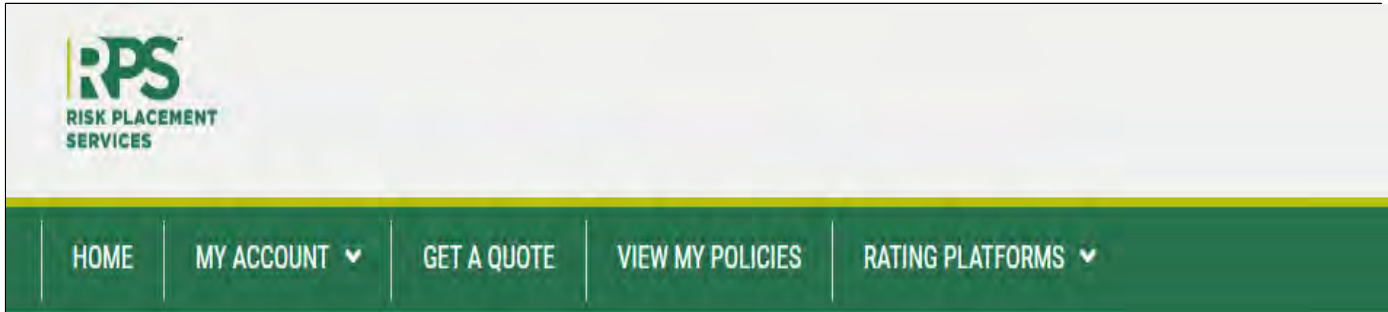 RPS
RISK PLACEMENT
SERVICES
HOME MY ACCOUNT GET A QUOTE VIEW MY POLICIES RATING PLATFORMS